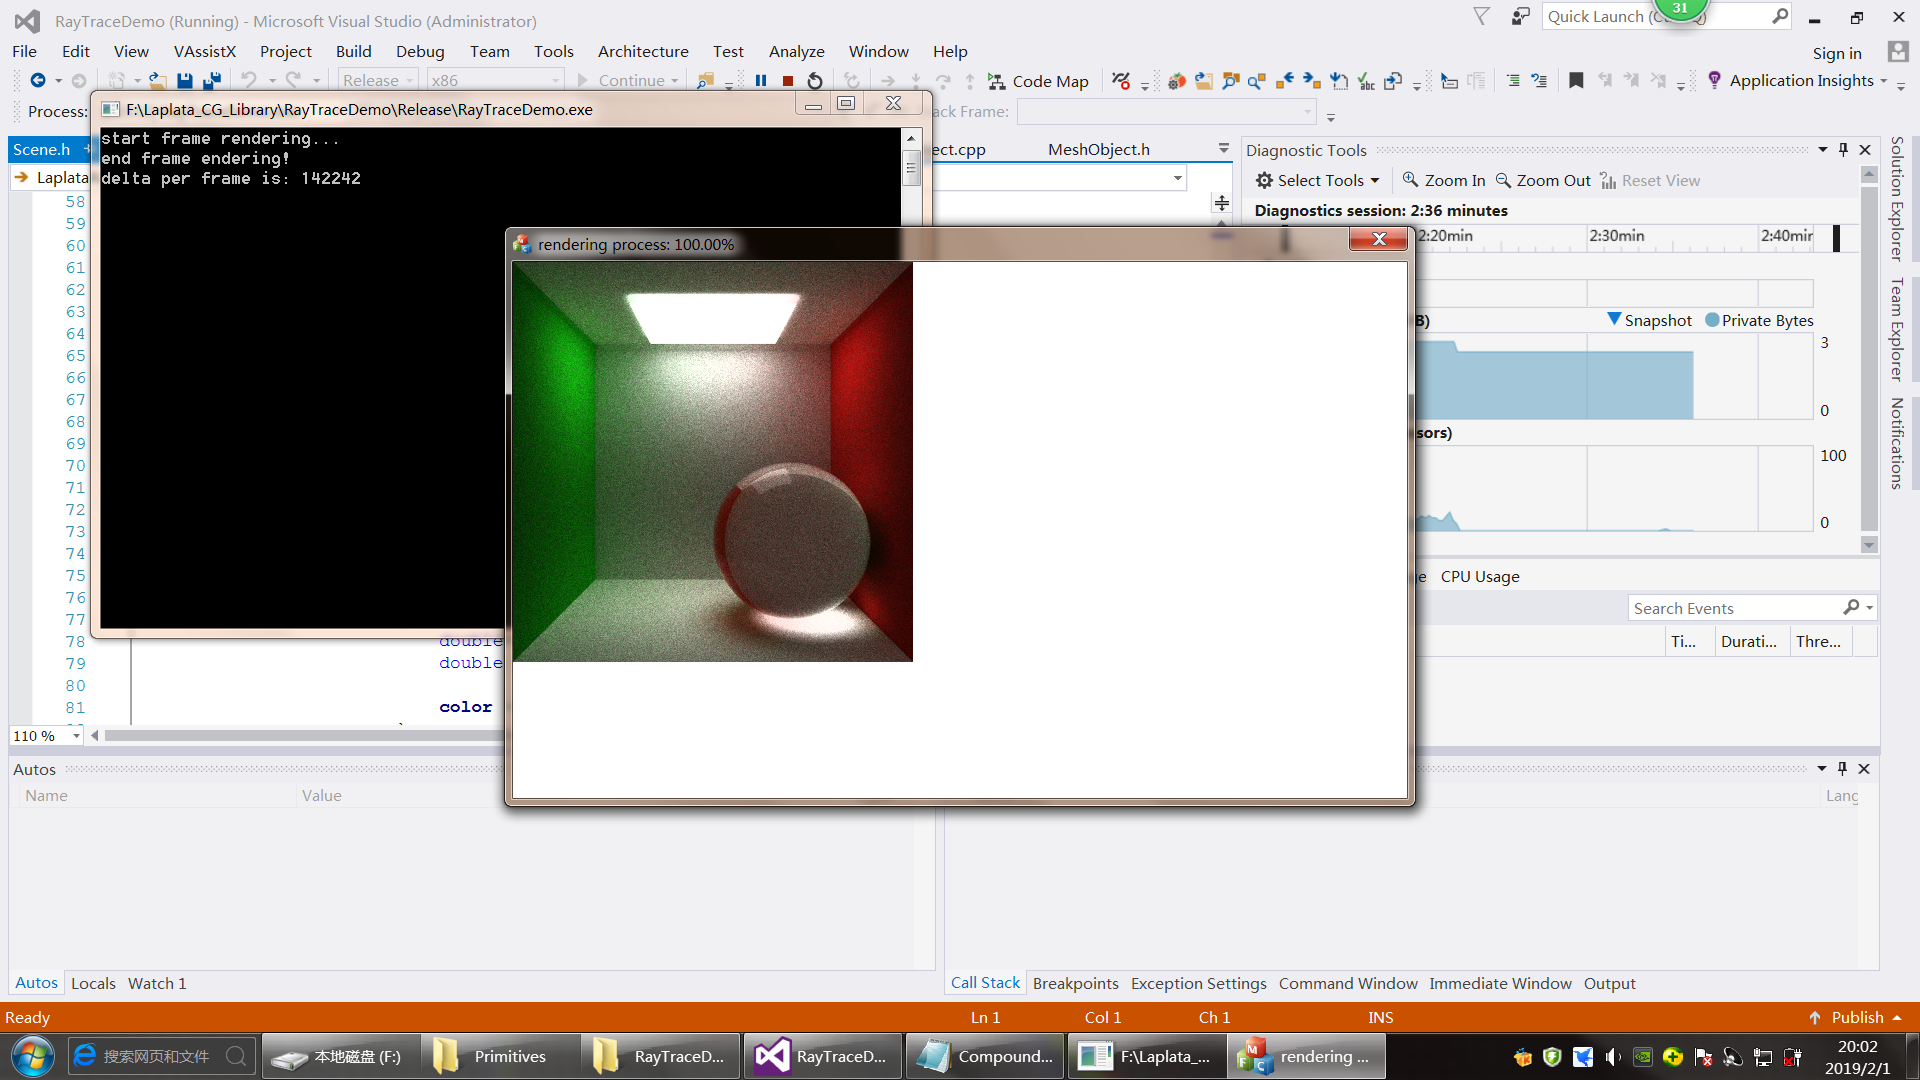 RayTraceDemo (Running) - Microsoft Visual Studio (Administrator)
31
Quick Launch (C
File Edit View VAssistX Project Build Debug Team Tools Architecture Test Analyze Window Help
Sign in
Release x86 Continue Code Map Application Insights
Process:
ck Frame:
F:\Laplata_CG_Library\RayTraceDemo\Release\RayTraceDemo.exe
start frame rendering...
end frame endering!
delta per frame is: 142242
Scene.h
ect.cpp MeshObject.h
Laplata
58
59
60
61
62
63
64
65
66
67
68
69
70
71
72
73
74
75
76
77
78 double
79 double
80
81 color
110 %
rendering process: 100.00%
Diagnostic Tools
Select Tools Zoom In Zoom Out Reset View
Diagnostics session: 2:36 minutes
2:20min 2:30min 2:40min
B) Snapshot Private Bytes
3
0
sors)
100
0
e CPU Usage
Search Events
Ti... Durati... Thre...
Solution Explorer
Team Explorer
Notifications
Autos
Name Value
Lang
Autos Locals Watch 1
Call Stack Breakpoints Exception Settings Command Window Immediate Window Output
Ready Ln 1 Col 1 Ch 1 INS Publish
搜索网页和文件
本地磁盘 (F:)
Primitives
RayTraceD...
RayTraceD...
Compound...
F:\Laplata_...
rendering ...
20:02
2019/2/1